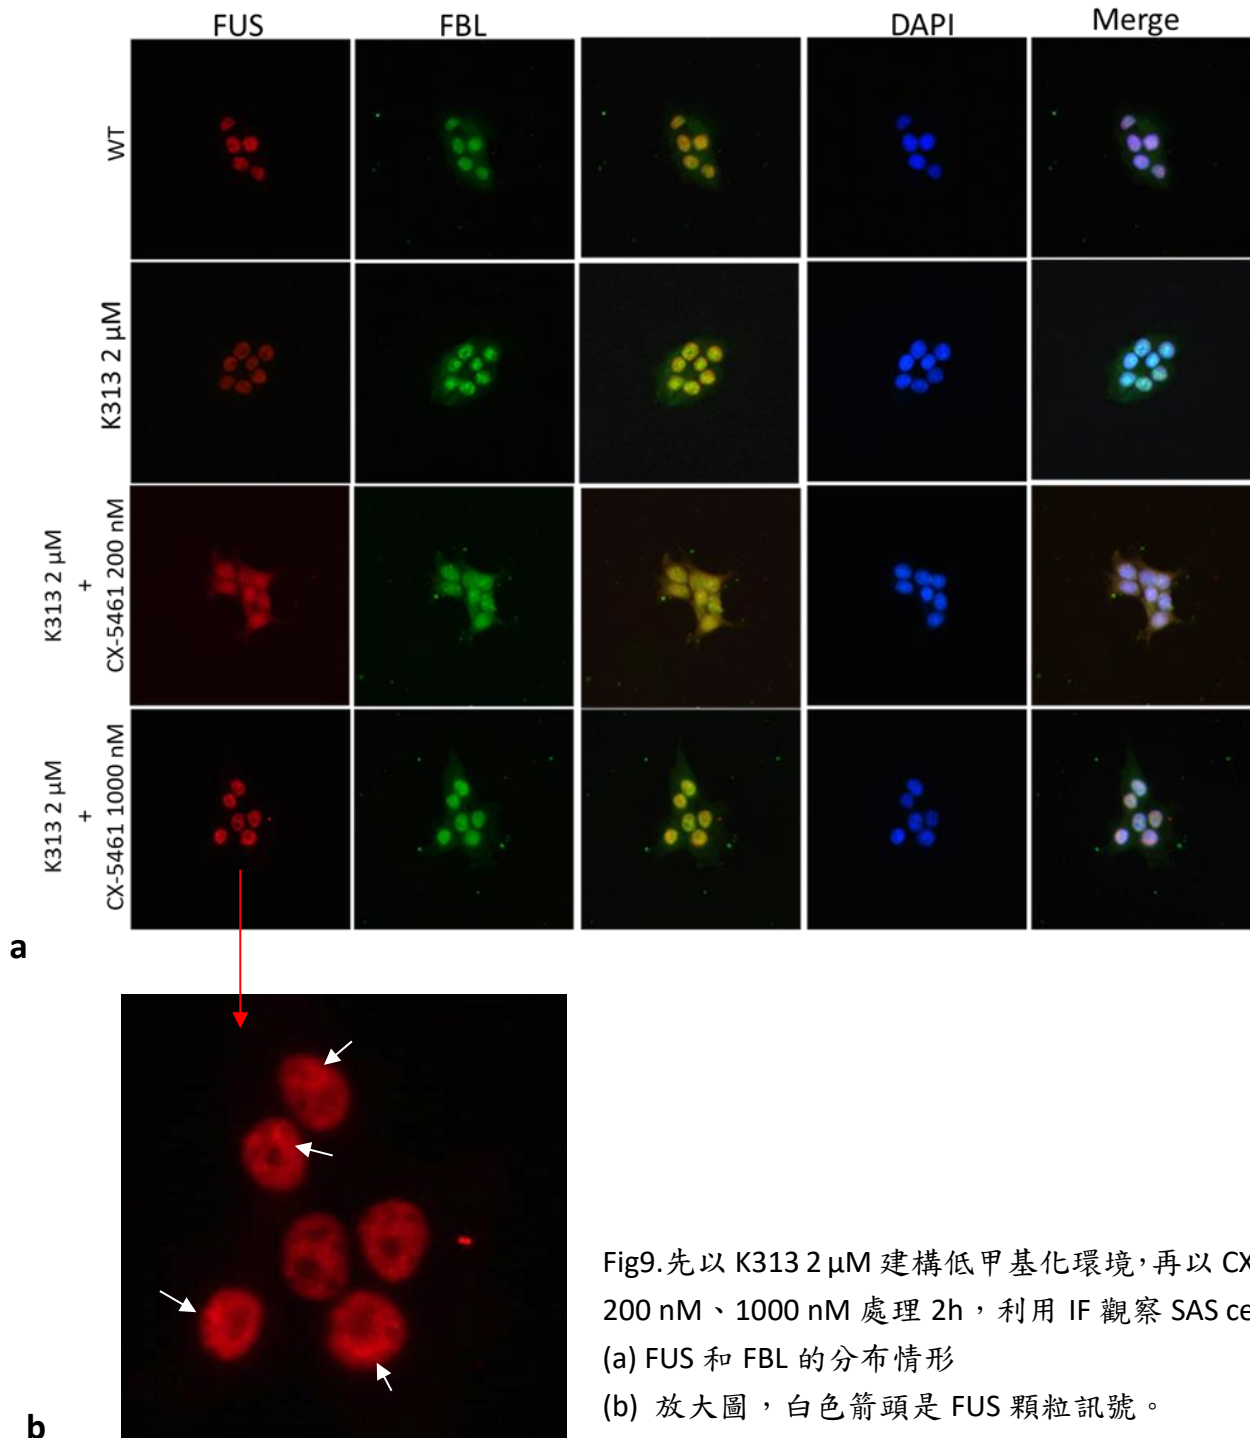 FUS FBL DAPI Merge
WT
K313 2 μM
K313 2 μM
+
CX-5461 200 nM
K313 2 μM
+
CX-5461 1000 nM
a
b
Fig9.先以 K313 2 μM 建構低甲基化環境，再以 CX
200 nM、1000 nM 處理 2h，利用 IF 觀察 SAS ce
(a) FUS 和 FBL 的分布情形
(b) 放大圖，白色箭頭是 FUS 顆粒訊號。